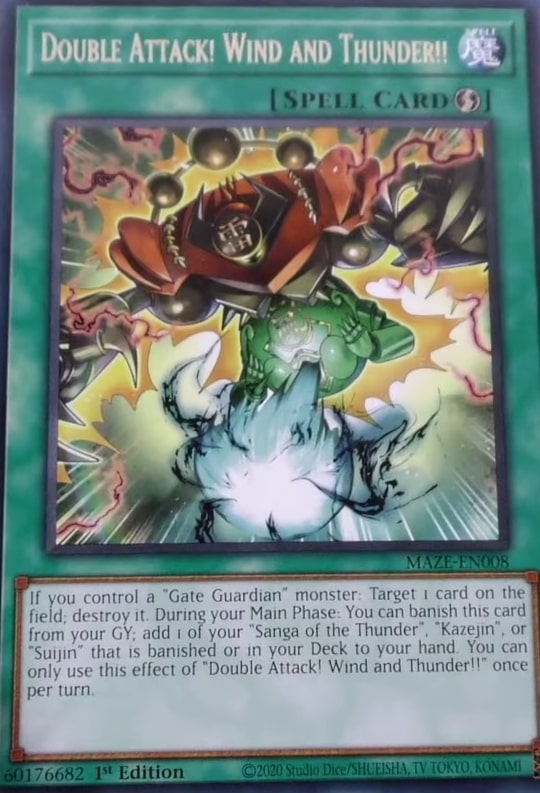 DOUBLE ATTACK! WIND AND THUNDER!!
SPELL
魔
[SPELL CARD]
雷
MAZE-EN008
If you control a "Gate Guardian" monster: Target 1 card on the
field; destroy it. During your Main Phase: You can banish this card
from your GY; add 1 of your "Sanga of the Thunder", "Kazejin", or
"Suijin" that is banished or in your Deck to your hand. You can
only use this effect of "Double Attack! Wind and Thunder!!" once
per turn.
60176682 1st Edition
©2020 Studio Dice/SHUEISHA, TV TOKYO, KONAMI